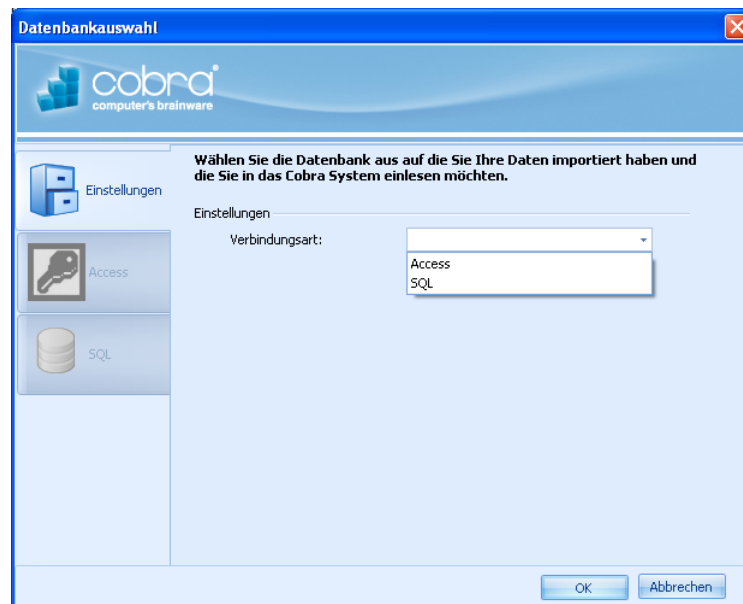 Datenbankauswahl
cobra
computer's brainware
Wählen Sie die Datenbank aus auf die Sie Ihre Daten importiert haben und
die Sie in das Cobra System einlesen möchten.
Einstellungen
Einstellungen
Verbindungsart:
Access
SQL
Access
SQL
OK
Abbrechen